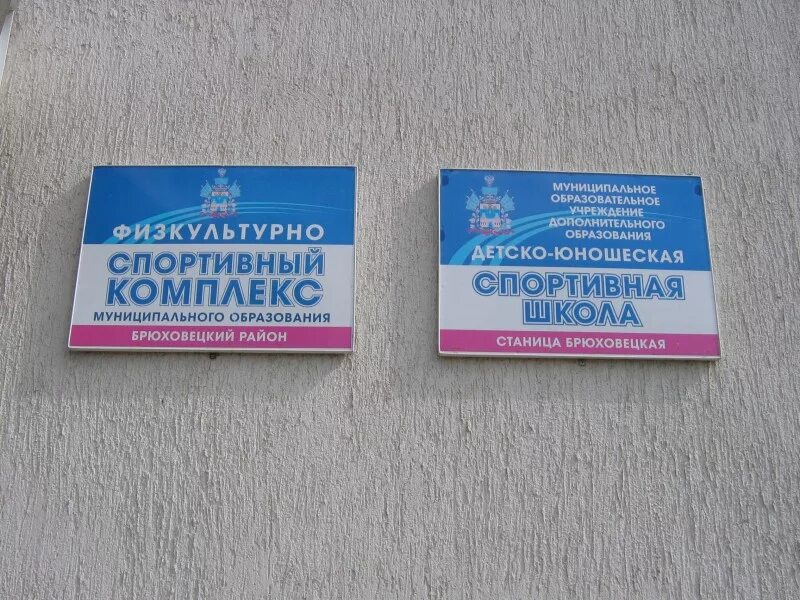 ФИЗКУЛЬТУРНО
СПОРТИВНЫЙ
КОМПЛЕКС
МУНИЦИПАЛЬНОГО ОБРАЗОВАНИЯ
БРЮХОВЕЦКИЙ РАЙОН
МУНИЦИПАЛЬНОЕ
ОБРАЗОВАТЕЛЬНОЕ
УЧРЕЖДЕНИЕ
ДОПОЛНИТЕЛЬНОГО
ОБРАЗОВАНИЯ
ДЕТСКО-ЮНОШЕСКАЯ
СПОРТИВНАЯ
ШКОЛА
СТАНИЦА БРЮХОВЕЦКАЯ